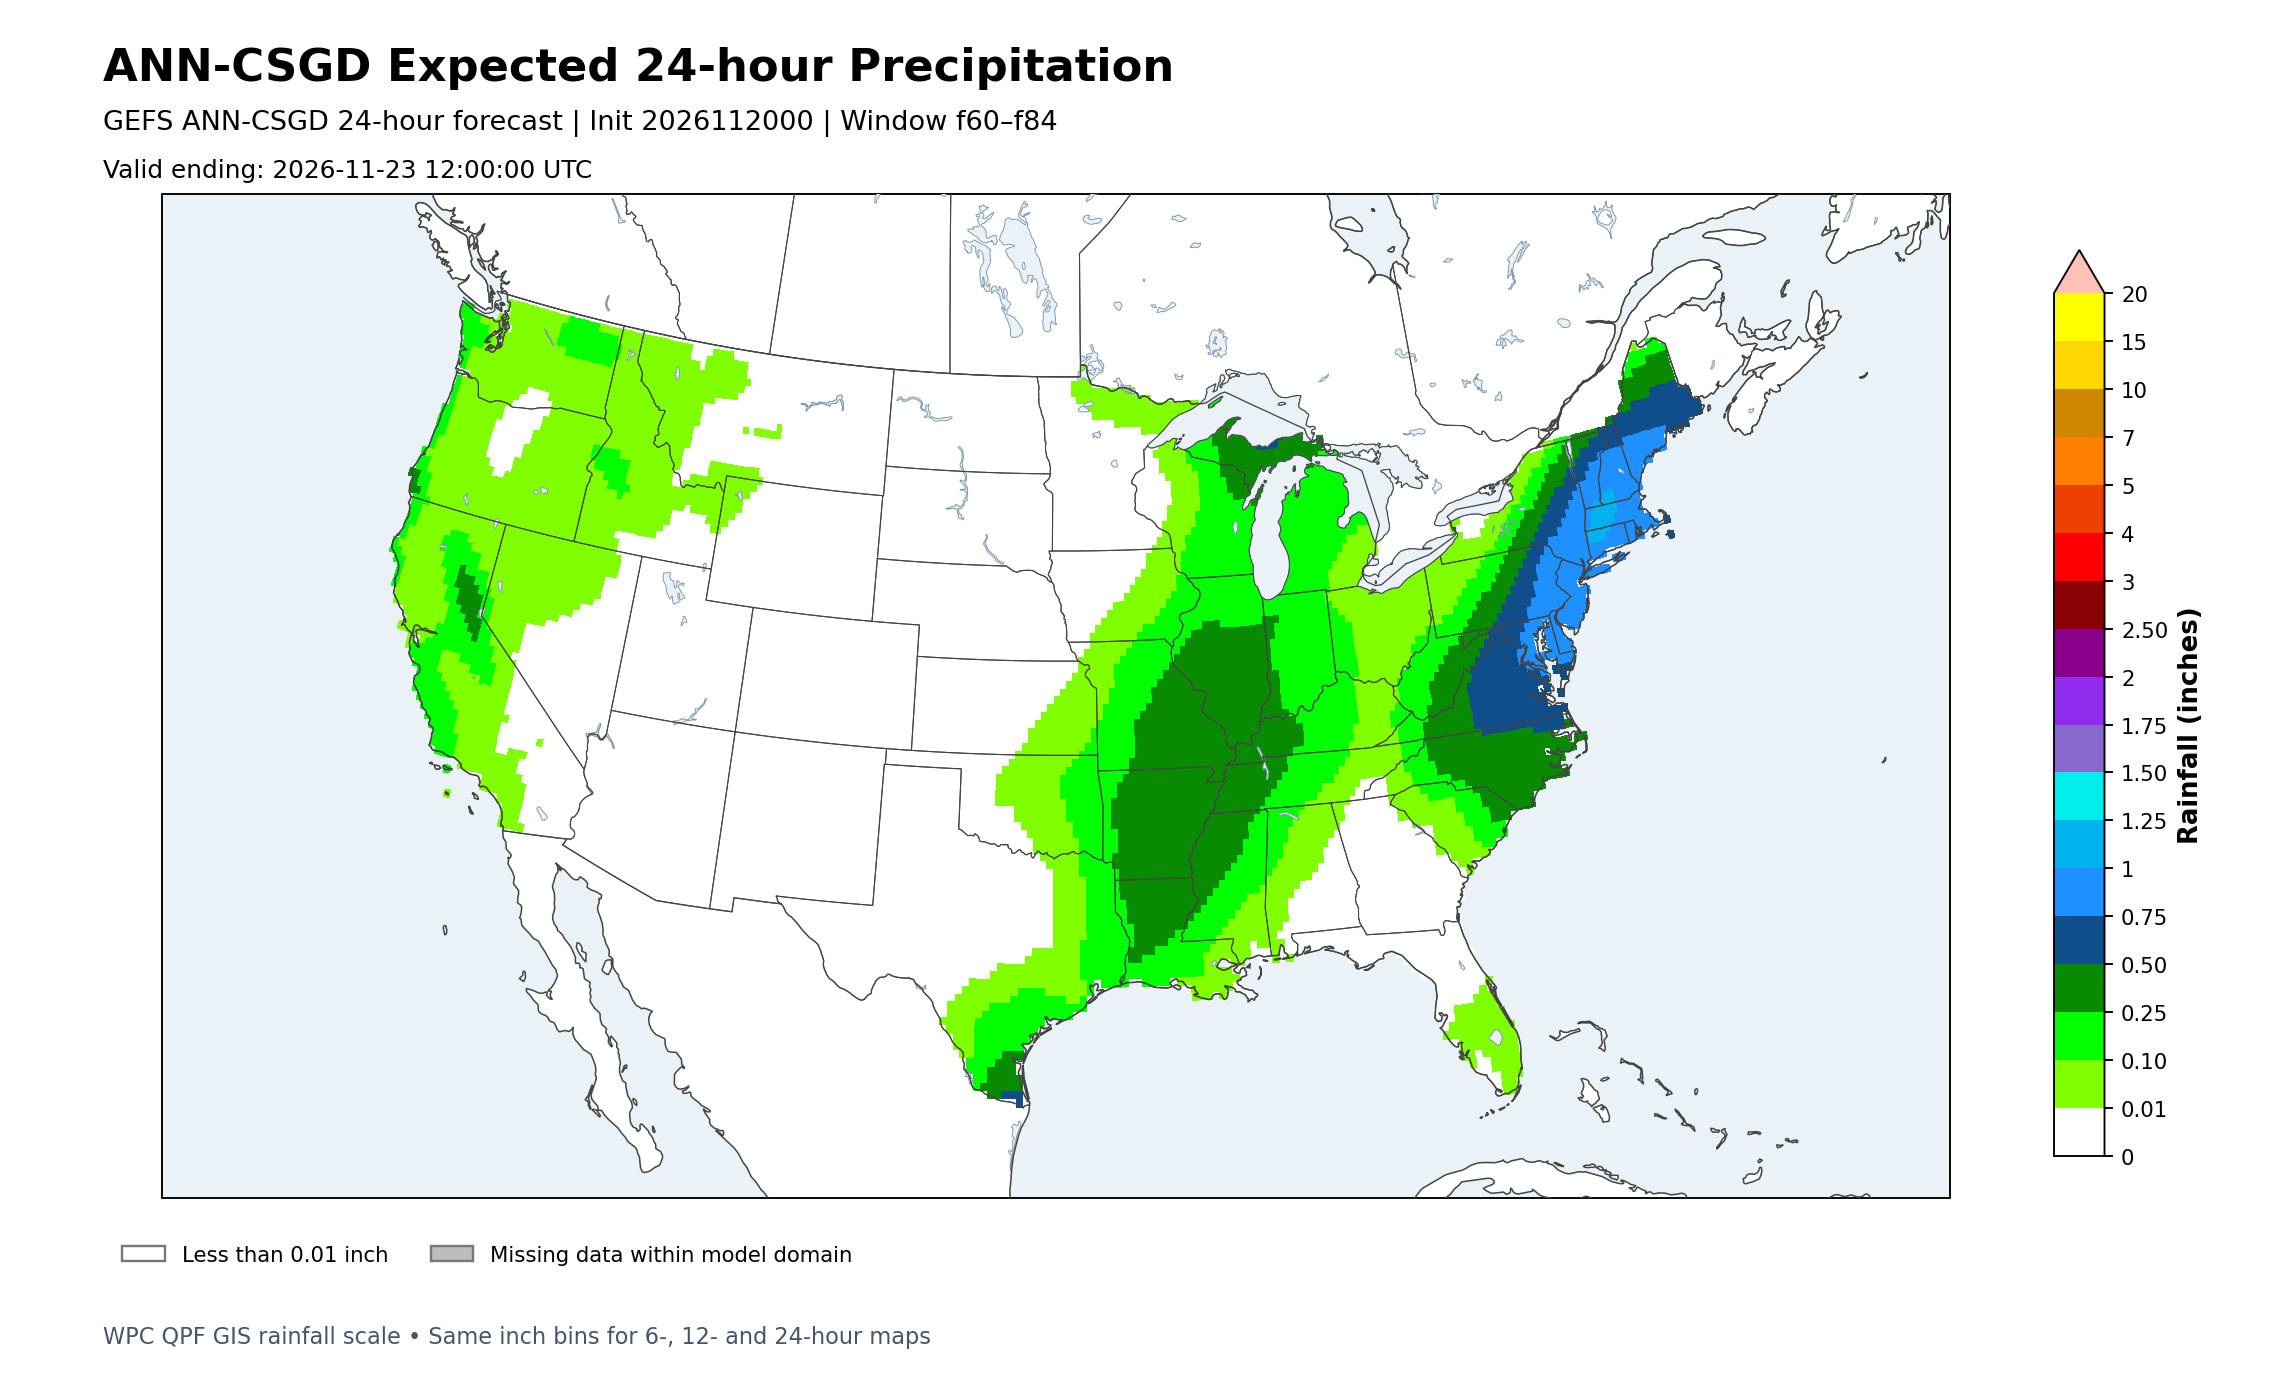 ANN-CSGD Expected 24-hour Precipitation
GEFS ANN-CSGD 24-hour forecast | Init 2026112000 | Window f60–f84
Valid ending: 2026-11-23 12:00:00 UTC
20
15
10
7
5
4
3
2.50
2
1.75
1.50
1.25
1
0.75
0.50
0.25
0.10
0.01
0
Rainfall (inches)
Less than 0.01 inch
Missing data within model domain
WPC QPF GIS rainfall scale • Same inch bins for 6-, 12- and 24-hour maps